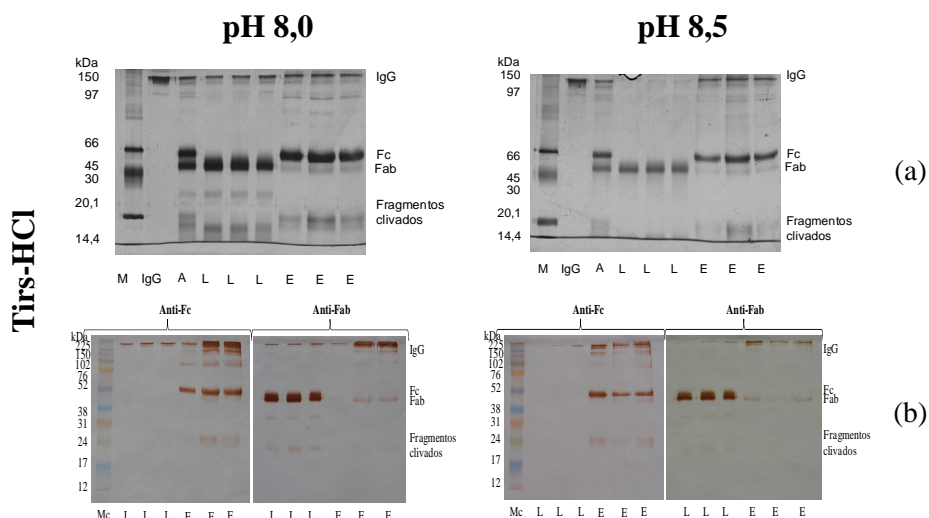 pH 8,0
pH 8,5
Tirs-HCl
kDa
150
97
66
45
30
20,1
14,4
IgG
Fc
Fab
Fragmentos
clivados
M IgG A L L L E E E
kDa
150
97
66
45
30
20,1
14,4
IgG
Fc
Fab
Fragmentos
clivados
M IgG A L L L E E E
(a)
Anti-Fc
Anti-Fab
kDa
225
150
102
76
52
38
31
24
17
12
IgG
Fc
Fab
Fragmentos
clivados
Mc L L L E E E L L L E E E
Anti-Fc
Anti-Fab
kDa
225
150
102
76
52
38
31
24
17
12
IgG
Fc
Fab
Fragmentos
clivados
Mc L L L E E E L L L E E E
(b)